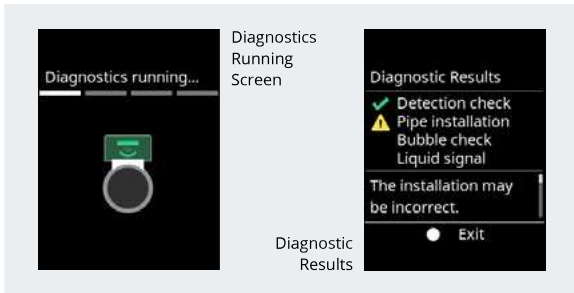 Diagnostics running...
Diagnostics
Running
Screen
Diagnostic Results
Detection check
Pipe installation
Bubble check
Liquid signal
The installation may
be incorrect.
Exit
Diagnostic
Results